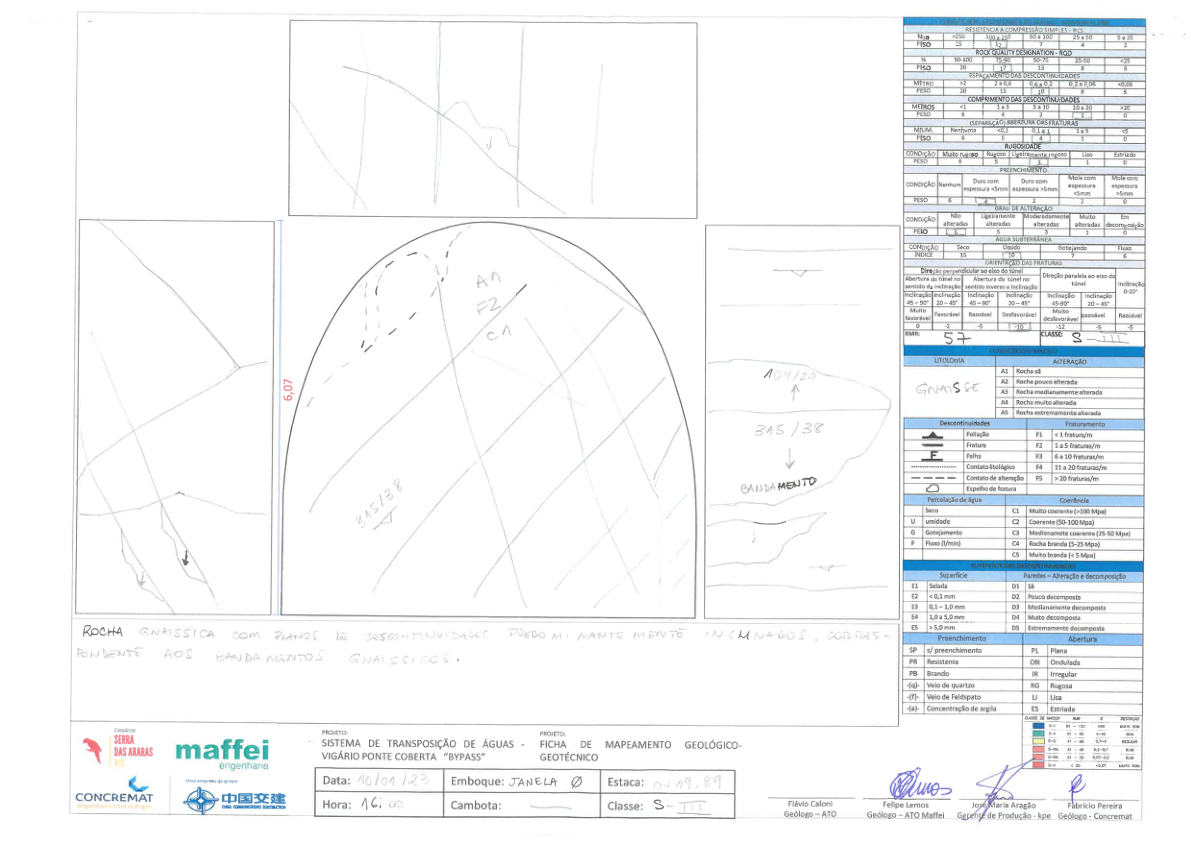 RESISTÊNCIA A COMPRESSÃO SIMPLES - RCS
MPa >250 100 a 250 50 a 100 25 a 50 5 a 25
PESO 15 12 7 4 2
ROCK QUALITY DESIGNATION - RQD
% 90-100 75-90 50-75 25-50 <25
PESO 20 17 13 8 3
ESPAÇAMENTO DAS DESCONTINUIDADES
METRO >2 2 a 0,6 0,6 a 0,2 0,2 a 0,06 <0,06
PESO 20 15 10 8 5
COMPRIMENTO DAS DESCONTINUIDADES
METROS <1 1 a 3 3 a 10 10 a 20 >20
PESO 6 4 2 1 0
(SEPARAÇÃO) ABERTURA DAS FRATURAS
MILIM. Nenhuma <0,1 0,1 a 1 1 a 5 <5
PESO 6 5 4 1 0
RUGOSIDADE
CONDIÇÃO Muito rugoso Rugoso Ligeiramente rugoso Liso Estriado
PESO 6 5 3 1 0
PREENCHIMENTO
CONDIÇÃO Nenhum Duro com espessura <5mm Duro com espessura >5mm Mole com espessura <5mm Mole com espessura >5mm
PESO 6 4 2 2 0
GRAU DE ALTERAÇÃO
CONDIÇÃO Não alteradas Ligeiramente alteradas Moderadamente alteradas Muito alteradas Em decomposição
PESO 6 5 3 1 0
ÁGUA SUBTERRÂNEA
CONDIÇÃO Seco Úmido Gotejando Fluxo
ÍNDICE 15 10 7 6
ORIENTAÇÃO DAS FRATURAS
Direção perpendicular ao eixo do túnel Direção paralela ao eixo do túnel Inclinação 0-20°
Abertura do túnel no sentido da inclinação Abertura do túnel no sentido inverso a inclinação
Inclinação 45 – 90° Inclinação 20 – 45° Inclinação 45 – 90° Inclinação 20 – 45° Inclinação 45-90° Inclinação 20 – 45°
Muito favorável Favorável Razoável Desfavorável Muito desfavorável Razoável Razoável
0 -2 -5 -10 -12 -5 -5
RMR: 57 CLASSE: S-III
LITOLOGIA ALTERAÇÃO
GNAISSE
A1 Rocha sã
A2 Rocha pouco alterada
A3 Rocha medianamente alterada
A4 Rocha muito alterada
A5 Rocha extremamente alterada
Descontinuidades Fraturamento
Foliação F1 < 1 fratura/m
Fratura F2 1 a 5 fraturas/m
F Falha F3 6 a 10 fraturas/m
Contato litológico F4 11 a 20 fraturas/m
Contato de alteração F5 > 20 fraturas/m
Espelho de fratura
Percolação de água Coerência
Seco C1 Muito coerente (>100 Mpa)
U umidade C2 Coerente (50-100 Mpa)
G Gotejamento C3 Medianamete coerente (25-50 Mpa)
F Fluxo (l/min) C4 Rocha branda (5-25 Mpa)
C5 Muito branda (< 5 Mpa)
Superfície Paredes – Alteração e decomposição
E1 Selada D1 Sã
E2 < 0,1 mm D2 Pouco decomposta
E3 0,1 – 1,0 mm D3 Medianamente decomposta
E4 1,0 a 5,0 mm D4 Muito decomposta
E5 > 5,0 mm D5 Extremamente decomposta
Preenchimento Abertura
SP s/ preenchimento PL Plana
PR Resistente ON Ondulada
PB Brando IR Irregular
-(q)- Veio de quartzo RG Rugosa
-(f)- Veio de Feldspato LI Lisa
-(a)- Concentração de argila ES Estriada
A1
F2
C1
6,07
315/38
315/38
BANDAMENTO
ROCHA GNAISSICA COM PLANOS DE DESCONTINUIDADES PREDOMINANTEMENTE INCLINADOS, CORRES-
PONDENTE AOS BANDAMENTOS GNAISSICOS.
Consórcio
SERRA
DAS ARARAS
maffei
engenharia
CONCREMAT
Uma empresa do grupo:
中国交建
PROJETO: PROJETO:
SISTEMA DE TRANSPOSIÇÃO DE ÁGUAS - FICHA DE MAPEAMENTO GEOLÓGICO-
VIGÁRIO PONTE COBERTA "BYPASS" GEOTÉCNICO
Data: Emboque: JANELA Ø Estaca: 0+19.89
Hora: 16:00 Cambota: Classe: S-III
Flávio Caloni Felipe Lemos José Maria Aragão Fabricio Pereira
Geólogo – ATO Geólogo – ATO Maffei Gerente de Produção - kpe Geólogo - Concremat